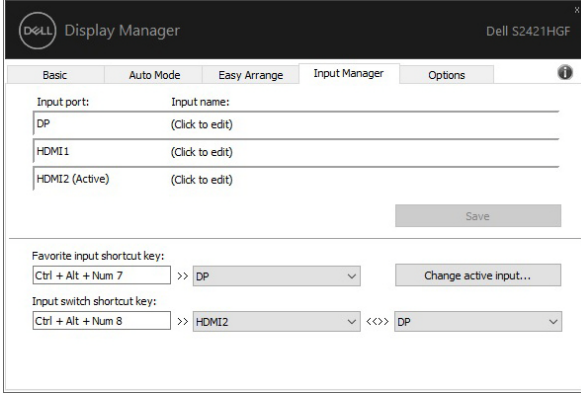 x
DELL Display Manager Dell S2421HGF
Basic Auto Mode Easy Arrange Input Manager Options i
Input port: Input name:
DP (Click to edit)
HDMI1 (Click to edit)
HDMI2 (Active) (Click to edit)
Save
Favorite input shortcut key:
Ctrl + Alt + Num 7 >> DP Change active input...
Input switch shortcut key:
Ctrl + Alt + Num 8 >> HDMI2 <<>> DP